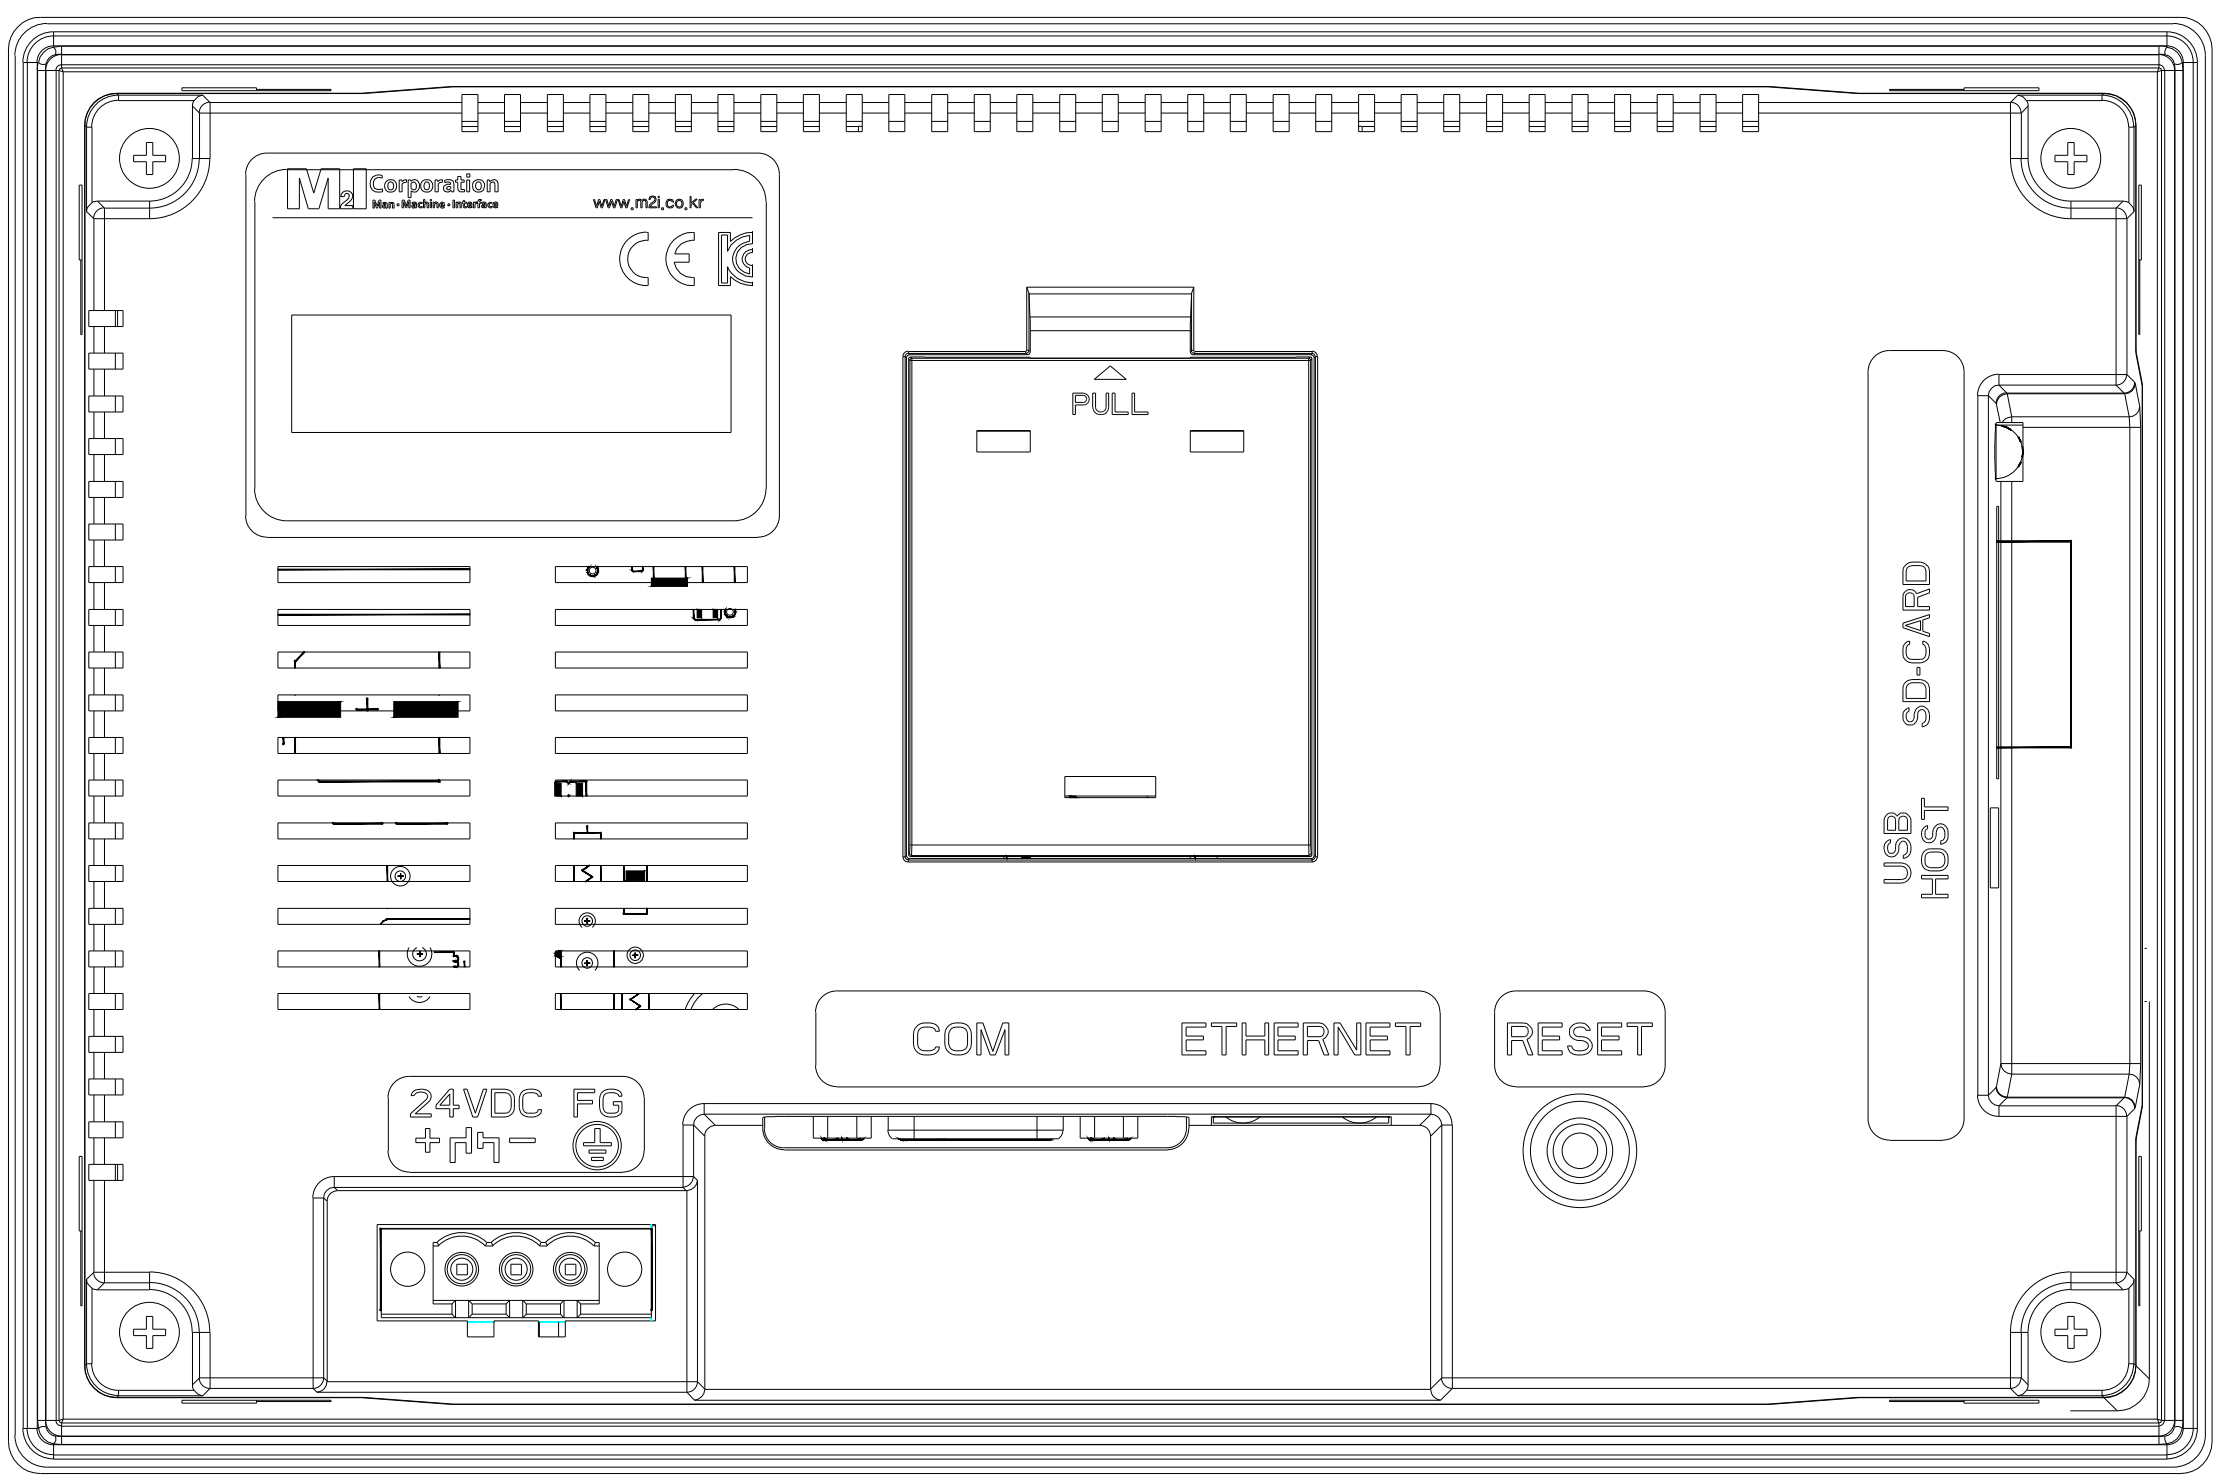 M2I Corporation
Man·Machine·Interface
www.m2i.co.kr
CE KC
PULL
SD-CARD
USB
HOST
COM ETHERNET
RESET
24VDC FG
+ −